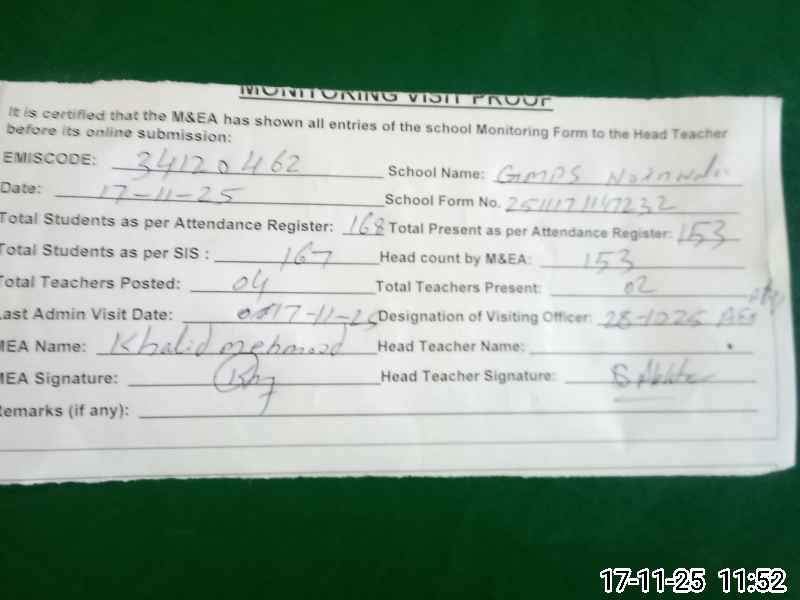 MONITORING VISIT PROOF
It is certified that the M&EA has shown all entries of the school Monitoring Form to the Head Teacher
before its online submission:
EMISCODE: 34120462 School Name: GMPS
Date: 17-11-25 School Form No. 2511171147232
Total Students as per Attendance Register: 168 Total Present as per Attendance Register: 153
Total Students as per SIS : 167 Head count by M&EA: 153
Total Teachers Posted: 04 Total Teachers Present: 02
Last Admin Visit Date: 17-11-25 Designation of Visiting Officer: 28-1025 AEO
MEA Name: Khalid mehmood Head Teacher Name:
MEA Signature: Head Teacher Signature:
Remarks (if any):
17-11-25 11:52